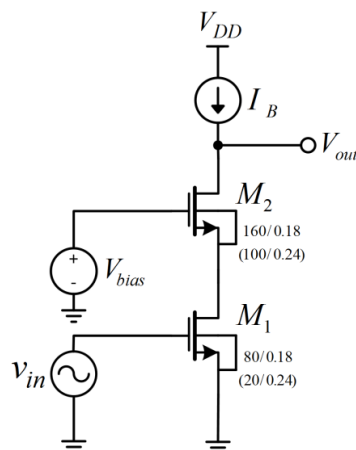 V_DD
I_B
V_out
M_2
160/0.18
(100/0.24)
+
-
V_bias
M_1
80/0.18
(20/0.24)
v_in